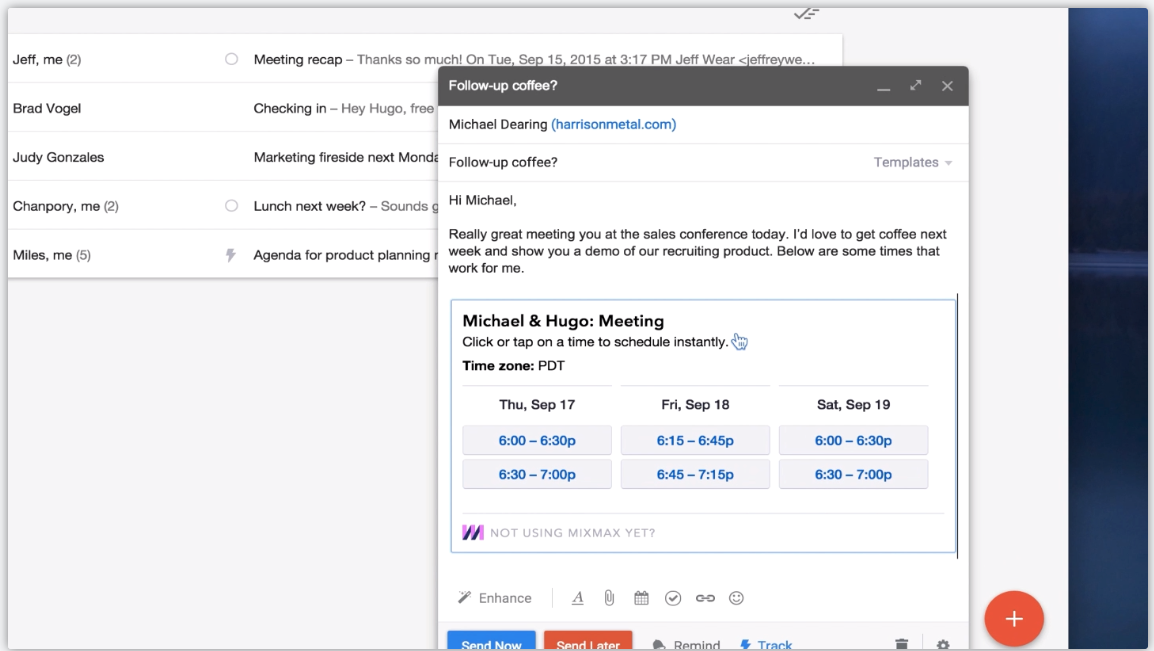 Jeff, me (2)
Meeting recap – Thanks so much! On Tue, Sep 15, 2015 at 3:17 PM Jeff Wear <jeffreywe…
Brad Vogel
Checking in – Hey Hugo, free
Judy Gonzales
Marketing fireside next Monda
Chanpory, me (2)
Lunch next week? – Sounds g
Miles, me (5)
Agenda for product planning
Follow-up coffee?
Michael Dearing (harrisonmetal.com)
Follow-up coffee?
Templates
Hi Michael,
Really great meeting you at the sales conference today. I'd love to get coffee next
week and show you a demo of our recruiting product. Below are some times that
work for me.
Michael & Hugo: Meeting
Click or tap on a time to schedule instantly.
Time zone: PDT
Thu, Sep 17
Fri, Sep 18
Sat, Sep 19
6:00 – 6:30p
6:15 – 6:45p
6:00 – 6:30p
6:30 – 7:00p
6:45 – 7:15p
6:30 – 7:00p
NOT USING MIXMAX YET?
Enhance
Send Now
Send Later
Remind
Track